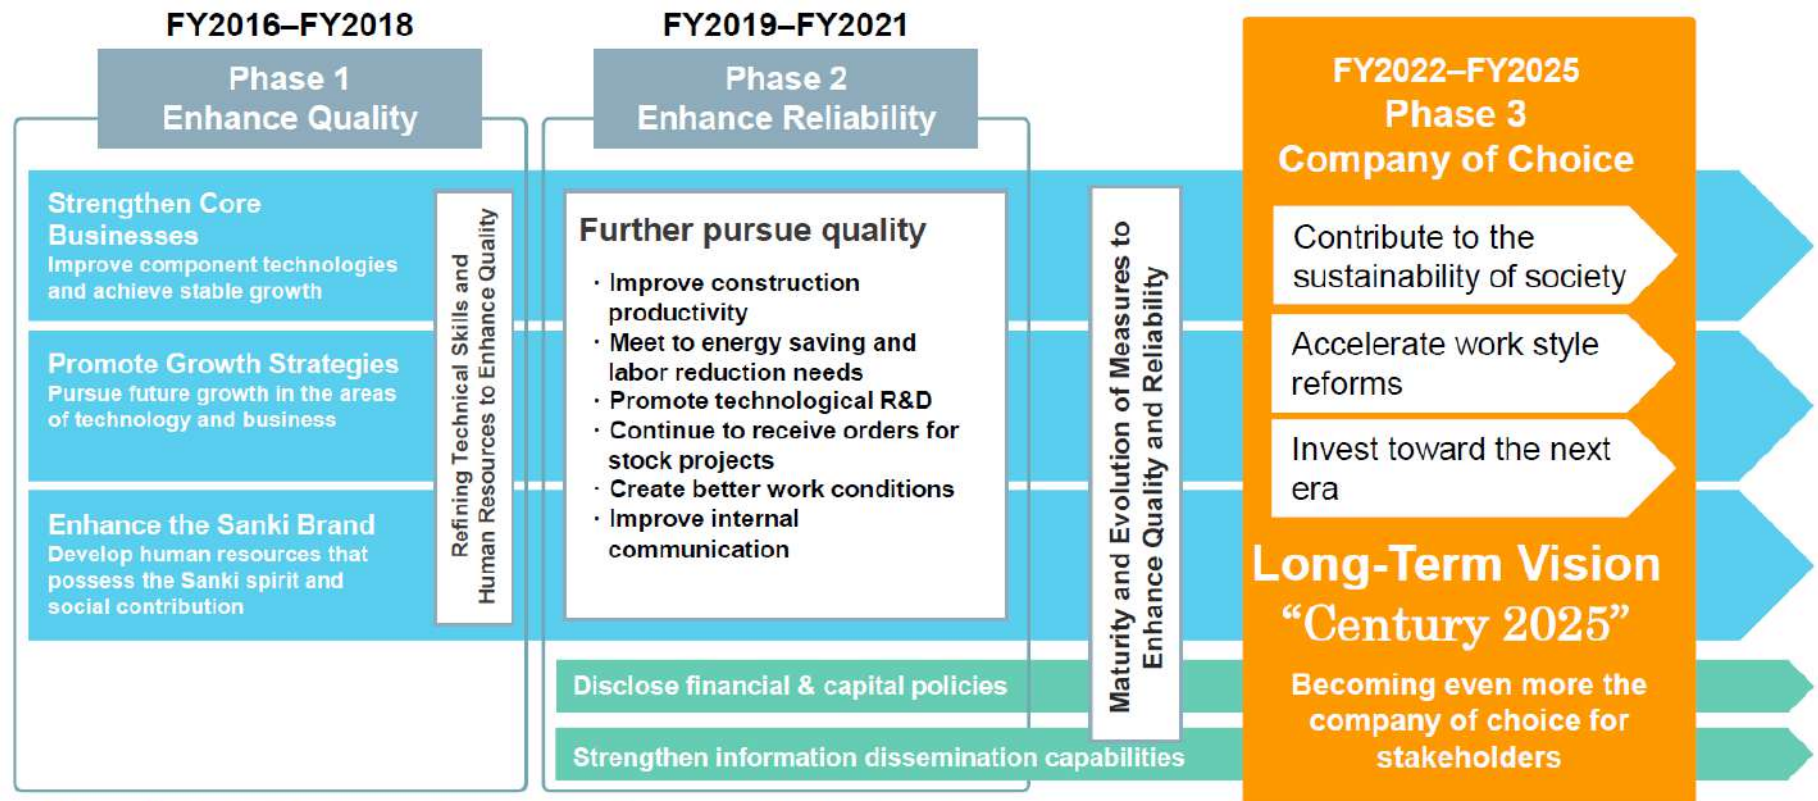 FY2016–FY2018
Phase 1
Enhance Quality
Strengthen Core
Businesses
Improve component technologies
and achieve stable growth
Promote Growth Strategies
Pursue future growth in the areas
of technology and business
Enhance the Sanki Brand
Develop human resources that
possess the Sanki spirit and
social contribution
Refining Technical Skills and
Human Resources to Enhance Quality
FY2019–FY2021
Phase 2
Enhance Reliability
Further pursue quality
· Improve construction
productivity
· Meet to energy saving and
labor reduction needs
· Promote technological R&D
· Continue to receive orders for
stock projects
· Create better work conditions
· Improve internal
communication
Disclose financial & capital policies
Strengthen information dissemination capabilities
Maturity and Evolution of Measures to
Enhance Quality and Reliability
FY2022–FY2025
Phase 3
Company of Choice
Contribute to the
sustainability of society
Accelerate work style
reforms
Invest toward the next
era
Long-Term Vision
“Century 2025”
Becoming even more the
company of choice for
stakeholders